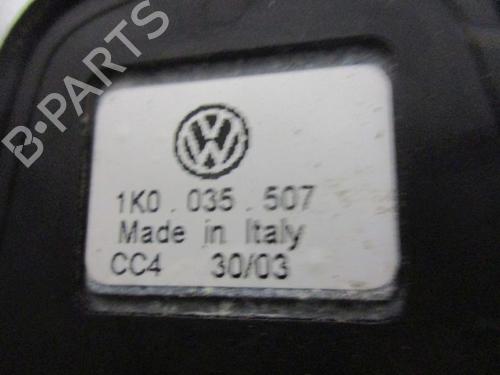 B-PARTS
1K0 . 035 . 507
Made in Italy
CC4 30/03